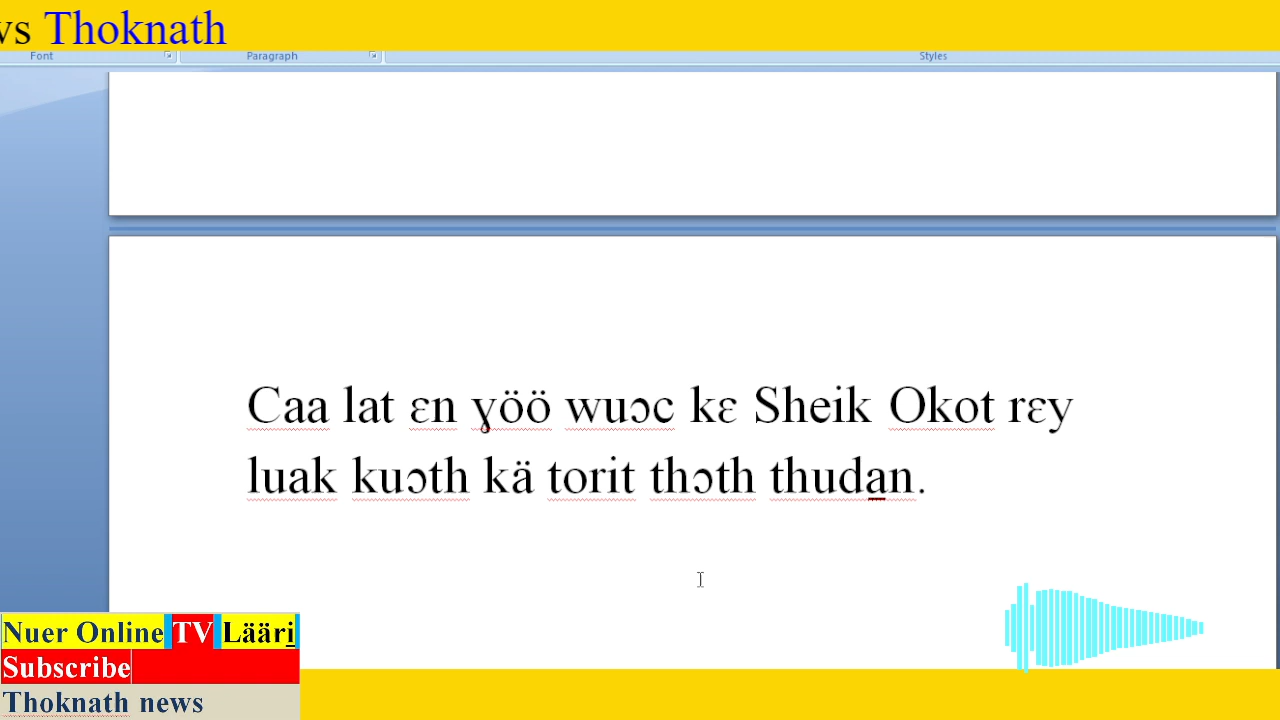 vs Thoknath
Font Paragraph Styles
Caa lat ɛn ɣöö wuɔc kɛ Sheik Okot rɛy
luak kuɔth kä torit thɔth thuda̱n.
Nuer Online TV Lääri̱
Subscribe
Thoknath news